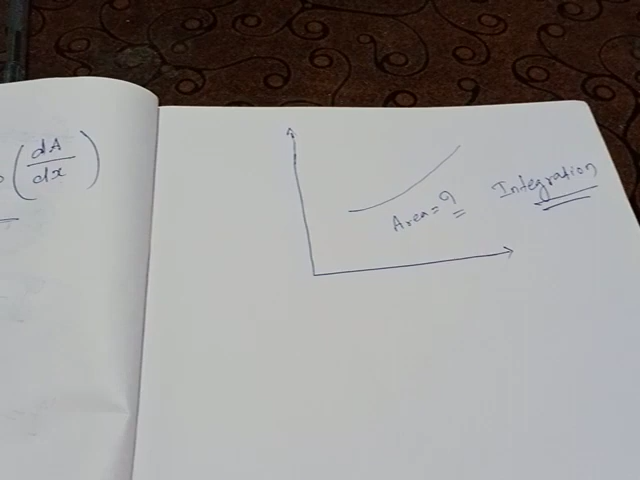 (dA/dx)
Area = ?
Integration